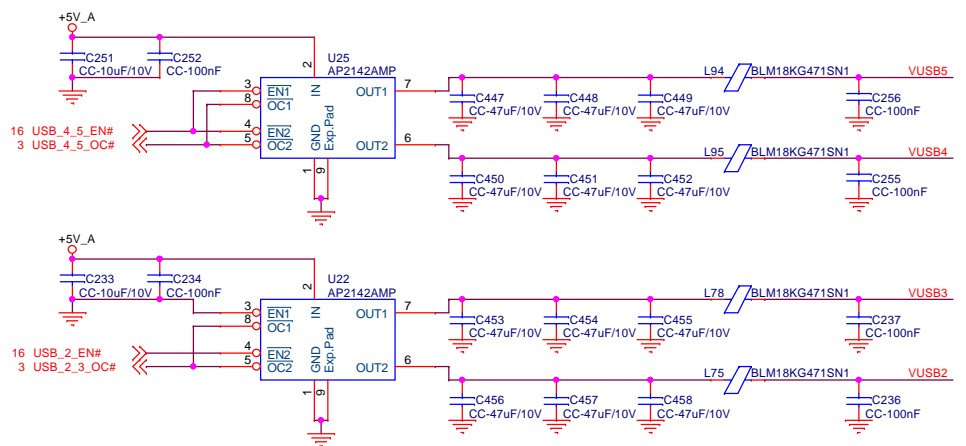 +5V_A
C251
CC-10uF/10V
C252
CC-100nF
U25
AP2142AMP
2
IN
3
EN1
8
OC1
4
EN2
5
OC2
GND
Exp.Pad
1
9
OUT1
7
OUT2
6
16 USB_4_5_EN#
3 USB_4_5_OC#
C447
CC-47uF/10V
C448
CC-47uF/10V
C449
CC-47uF/10V
L94
BLM18KG471SN1
VUSB5
C256
CC-100nF
C450
CC-47uF/10V
C451
CC-47uF/10V
C452
CC-47uF/10V
L95
BLM18KG471SN1
VUSB4
C255
CC-100nF
+5V_A
C233
CC-10uF/10V
C234
CC-100nF
U22
AP2142AMP
2
IN
3
EN1
8
OC1
4
EN2
5
OC2
GND
Exp.Pad
1
9
OUT1
7
OUT2
6
16 USB_2_EN#
3 USB_2_3_OC#
C453
CC-47uF/10V
C454
CC-47uF/10V
C455
CC-47uF/10V
L78
BLM18KG471SN1
VUSB3
C237
CC-100nF
C456
CC-47uF/10V
C457
CC-47uF/10V
C458
CC-47uF/10V
L75
BLM18KG471SN1
VUSB2
C236
CC-100nF